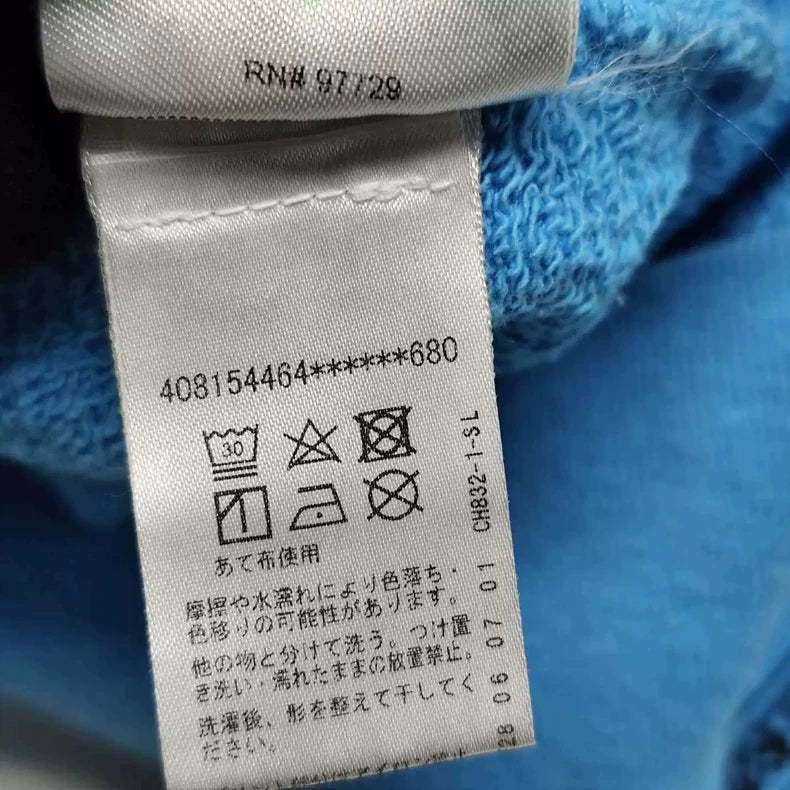 RN# 97729
408154464******680
30
あて布使用
摩擦や水濡れにより色落ち・
色移りの可能性があります。
他の物と分けて洗う。つけ置
き洗い・濡れたままの放置禁止。
洗濯後、形を整えて干してく
ださい。
CH832-1-SL
28 06 07 01